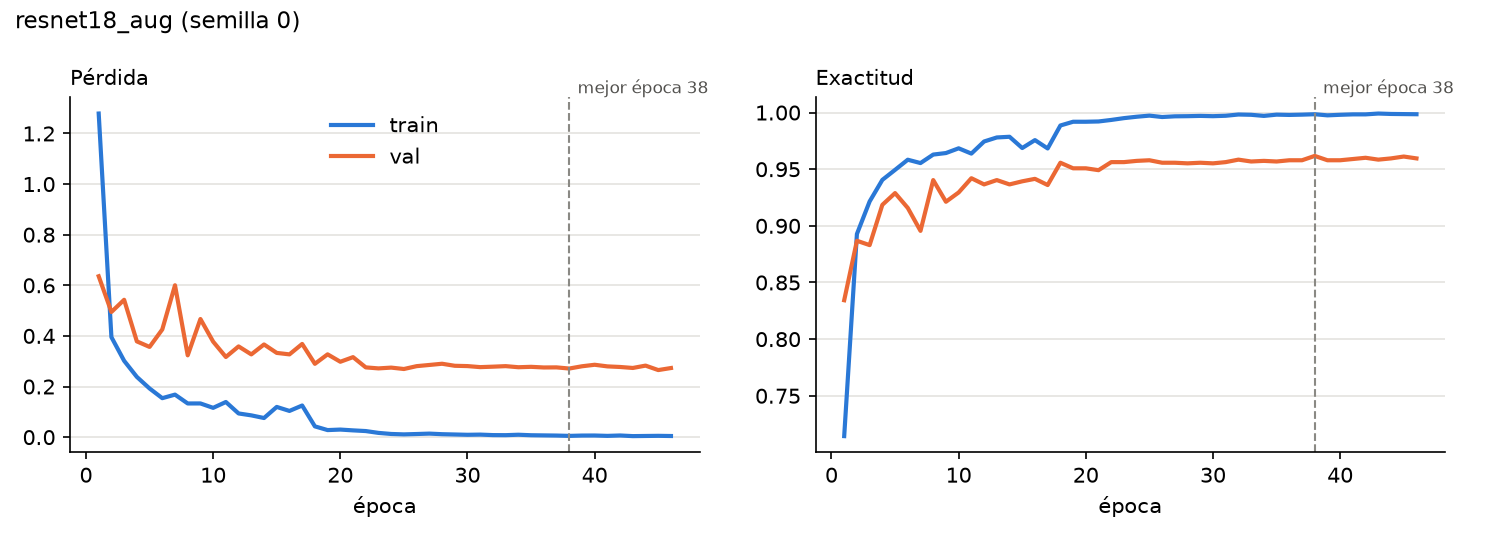 resnet18_aug (semilla 0)
Pérdida
mejor época 38
train
val
1.2
1.0
0.8
0.6
0.4
0.2
0.0
0 10 20 30 40
época
Exactitud
mejor época 38
1.00
0.95
0.90
0.85
0.80
0.75
0 10 20 30 40
época